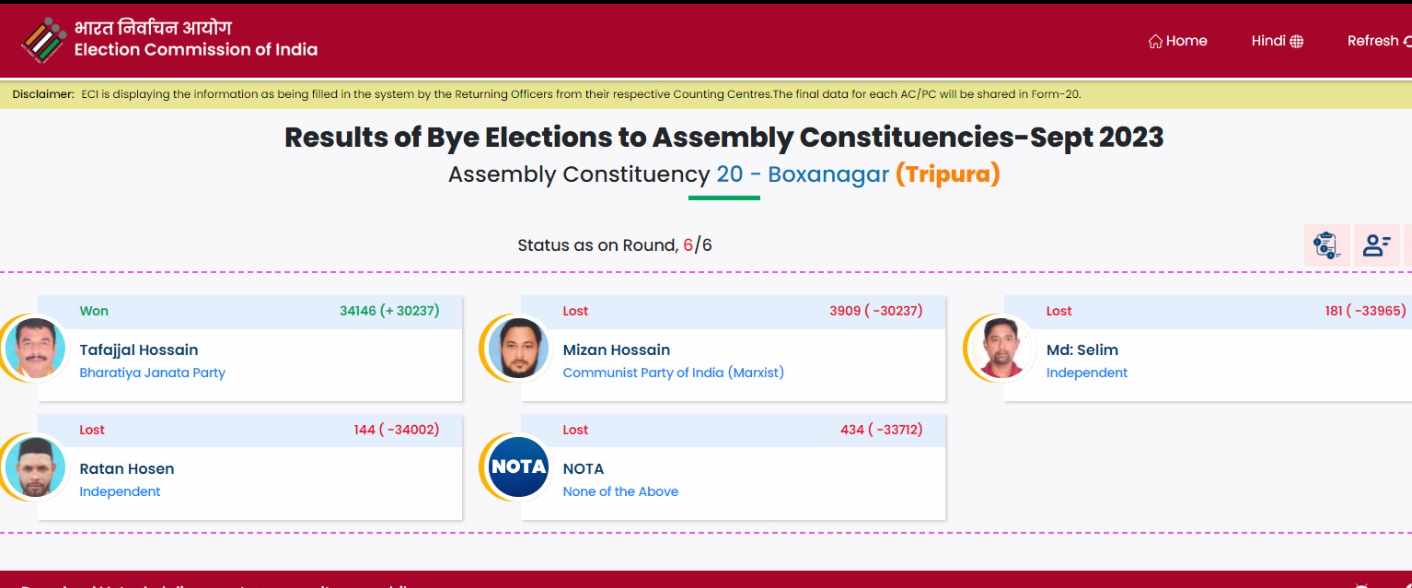 भारत निर्वाचन आयोग
Election Commission of India
Home Hindi Refresh
Disclaimer: ECI is displaying the information as being filled in the system by the Returning Officers from their respective Counting Centres.The final data for each AC/PC will be shared in Form-20.
Results of Bye Elections to Assembly Constituencies-Sept 2023
Assembly Constituency 20 - Boxanagar (Tripura)
Status as on Round, 6/6
Won 34146 (+ 30237)
Tafajjal Hossain
Bharatiya Janata Party
Lost 3909 ( -30237)
Mizan Hossain
Communist Party of India (Marxist)
Lost 181 ( -33965)
Md: Selim
Independent
Lost 144 ( -34002)
Ratan Hosen
Independent
Lost 434 ( -33712)
NOTA
NOTA
None of the Above